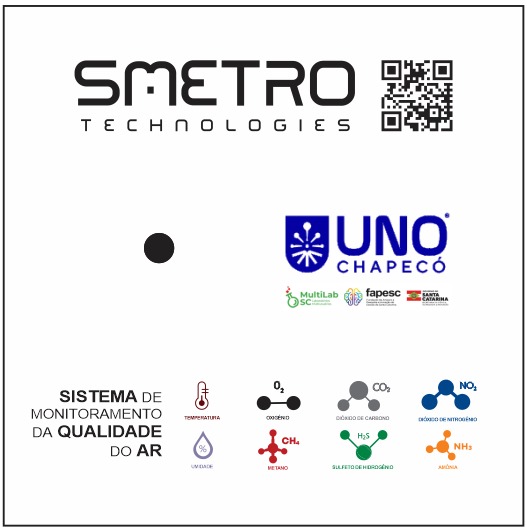 SMETRO
TECHNOLOGIES
UNO®
CHAPECÓ
MultiLab
SC
fapesc
SANTA
CATARINA
SISTEMA DE
MONITORAMENTO
DA QUALIDADE
DO AR
TEMPERATURA
O₂
OXIGÊNIO
CO₂
DIÓXIDO DE CARBONO
NO₂
DIÓXIDO DE NITROGÊNIO
%
UMIDADE
CH₄
METANO
H₂S
SULFETO DE HIDROGÊNIO
NH₃
AMÔNIA